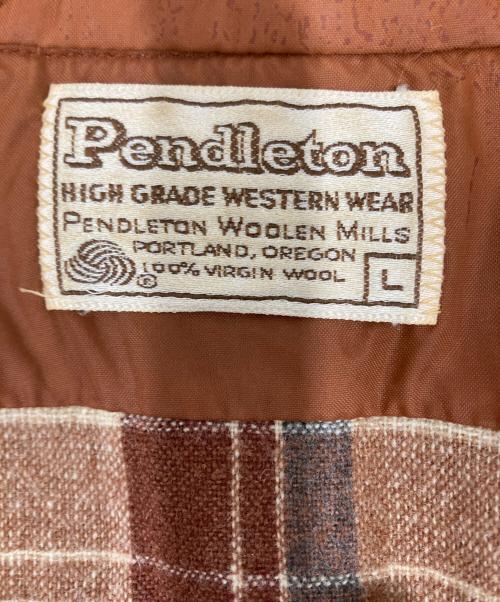 Pendleton
HIGH GRADE WESTERN WEAR
PENDLETON WOOLEN MILLS
PORTLAND, OREGON
100% VIRGIN WOOL
®
L